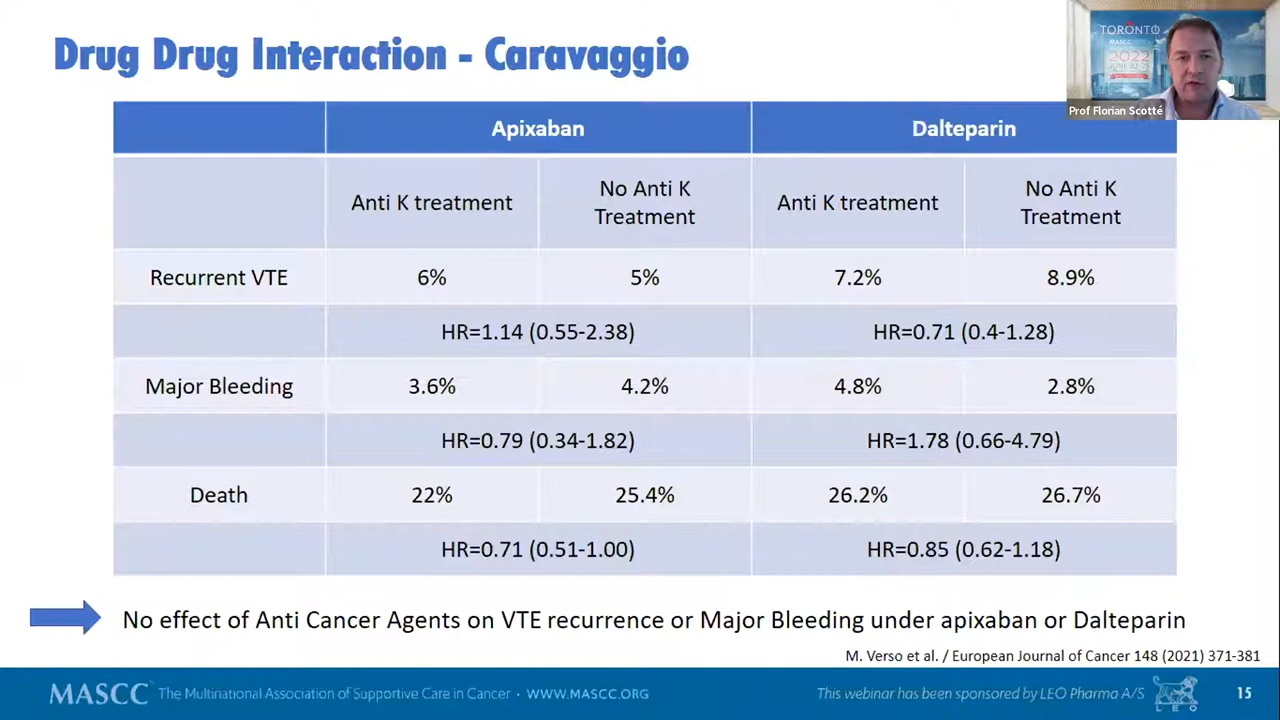 Drug Drug Interaction - Caravaggio
TORONTO
MASCC
2022
Prof Florian Scotté
Apixaban Dalteparin
Anti K treatment No Anti K Treatment Anti K treatment No Anti K Treatment
Recurrent VTE 6% 5% 7.2% 8.9%
HR=1.14 (0.55-2.38) HR=0.71 (0.4-1.28)
Major Bleeding 3.6% 4.2% 4.8% 2.8%
HR=0.79 (0.34-1.82) HR=1.78 (0.66-4.79)
Death 22% 25.4% 26.2% 26.7%
HR=0.71 (0.51-1.00) HR=0.85 (0.62-1.18)
No effect of Anti Cancer Agents on VTE recurrence or Major Bleeding under apixaban or Dalteparin
M. Verso et al. / European Journal of Cancer 148 (2021) 371-381
MASCC The Multinational Association of Supportive Care in Cancer · WWW.MASCC.ORG This webinar has been sponsored by LEO Pharma A/S LEO 15